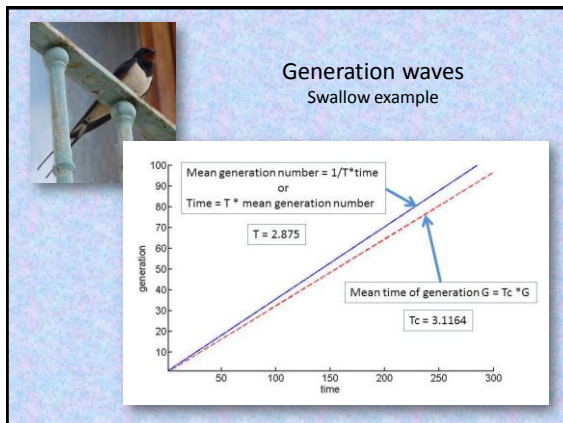 Generation waves
Swallow example
100
90
80
70
60
50
40
30
20
10
generation
Mean generation number = 1/T*time
or
Time = T * mean generation number
T = 2.875
Mean time of generation G = Tc *G
Tc = 3.1164
50
100
150
200
250
300
time